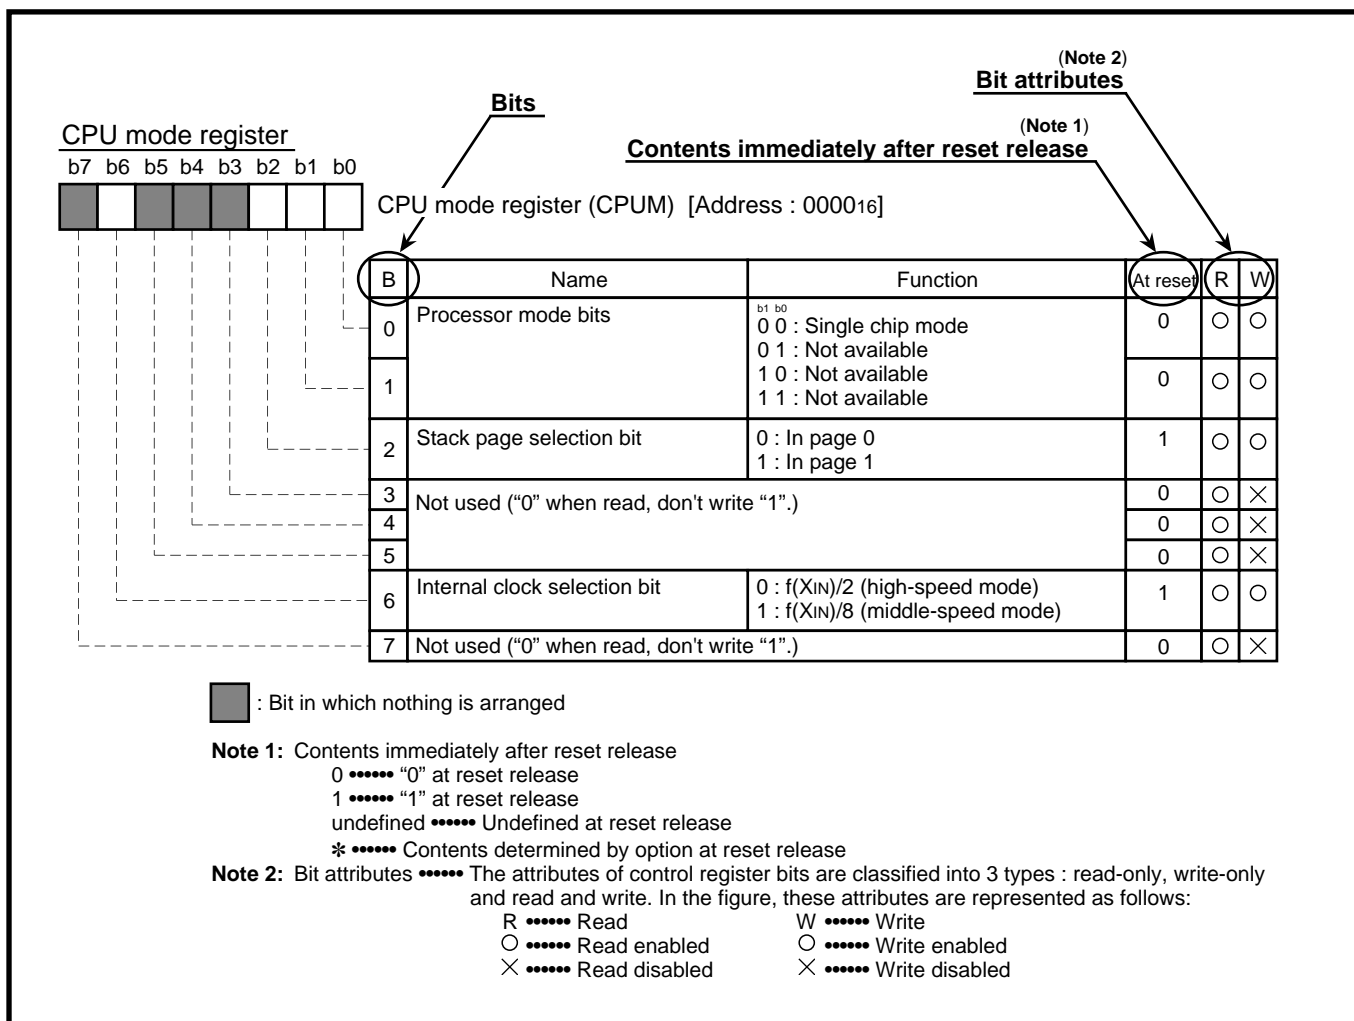 (Note 2)
Bit attributes
Bits
(Note 1)
Contents immediately after reset release
CPU mode register
b7 b6 b5 b4 b3 b2 b1 b0
CPU mode register (CPUM) [Address : 000016]
B Name Function At reset R W
0 Processor mode bits b1 b0
0 0 : Single chip mode 0 ○ ○
0 1 : Not available
1 1 0 : Not available 0 ○ ○
1 1 : Not available
2 Stack page selection bit 0 : In page 0 1 ○ ○
1 : In page 1
3 Not used (“0” when read, don't write “1”.) 0 ○ ×
4 0 ○ ×
5 0 ○ ×
6 Internal clock selection bit 0 : f(XIN)/2 (high-speed mode) 1 ○ ○
1 : f(XIN)/8 (middle-speed mode)
7 Not used (“0” when read, don't write “1”.) 0 ○ ×
: Bit in which nothing is arranged
Note 1: Contents immediately after reset release
0 •••••• “0” at reset release
1 •••••• “1” at reset release
undefined •••••• Undefined at reset release
✻ •••••• Contents determined by option at reset release
Note 2: Bit attributes •••••• The attributes of control register bits are classified into 3 types : read-only, write-only
and read and write. In the figure, these attributes are represented as follows:
R •••••• Read W •••••• Write
○ •••••• Read enabled ○ •••••• Write enabled
× •••••• Read disabled × •••••• Write disabled